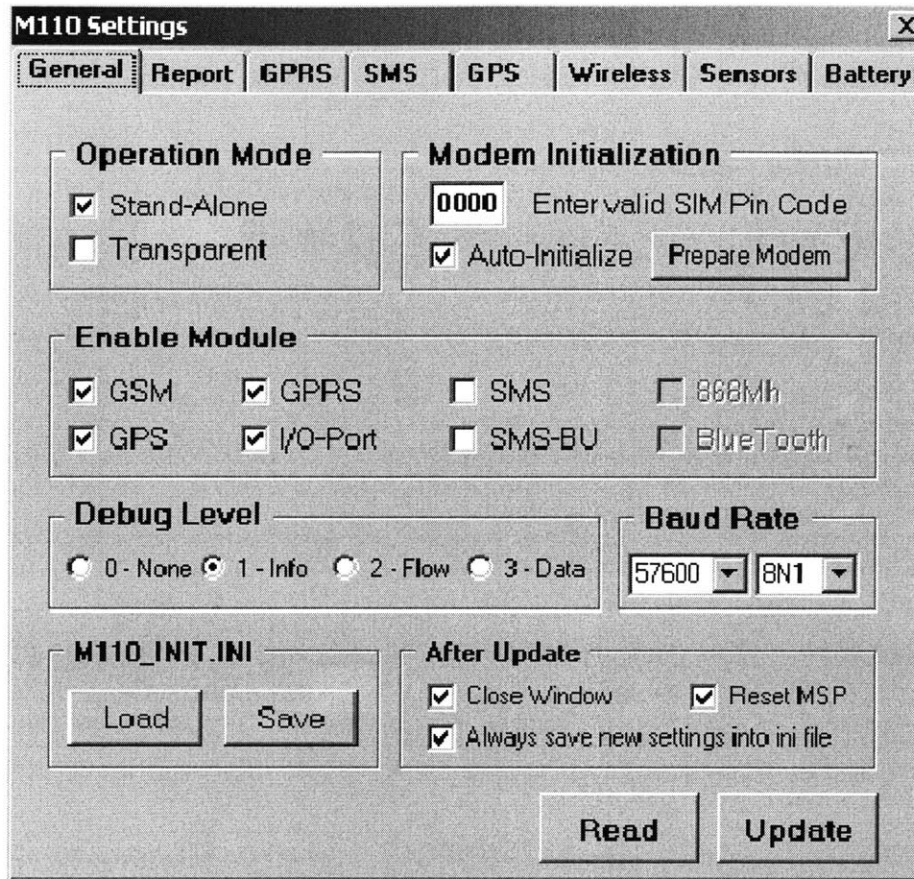 M110 Settings X
General Report GPRS SMS GPS Wireless Sensors Battery
Operation Mode
Stand-Alone
Transparent
Modem Initialization
0000 Enter valid SIM Pin Code
Auto-Initialize Prepare Modem
Enable Module
GSM GPRS SMS 868Mh
GPS I/O-Port SMS-BU BlueTooth
Debug Level
0 - None 1 - Info 2 - Flow 3 - Data
Baud Rate
57600 8N1
M110_INIT.INI
Load Save
After Update
Close Window Reset MSP
Always save new settings into ini file
Read Update